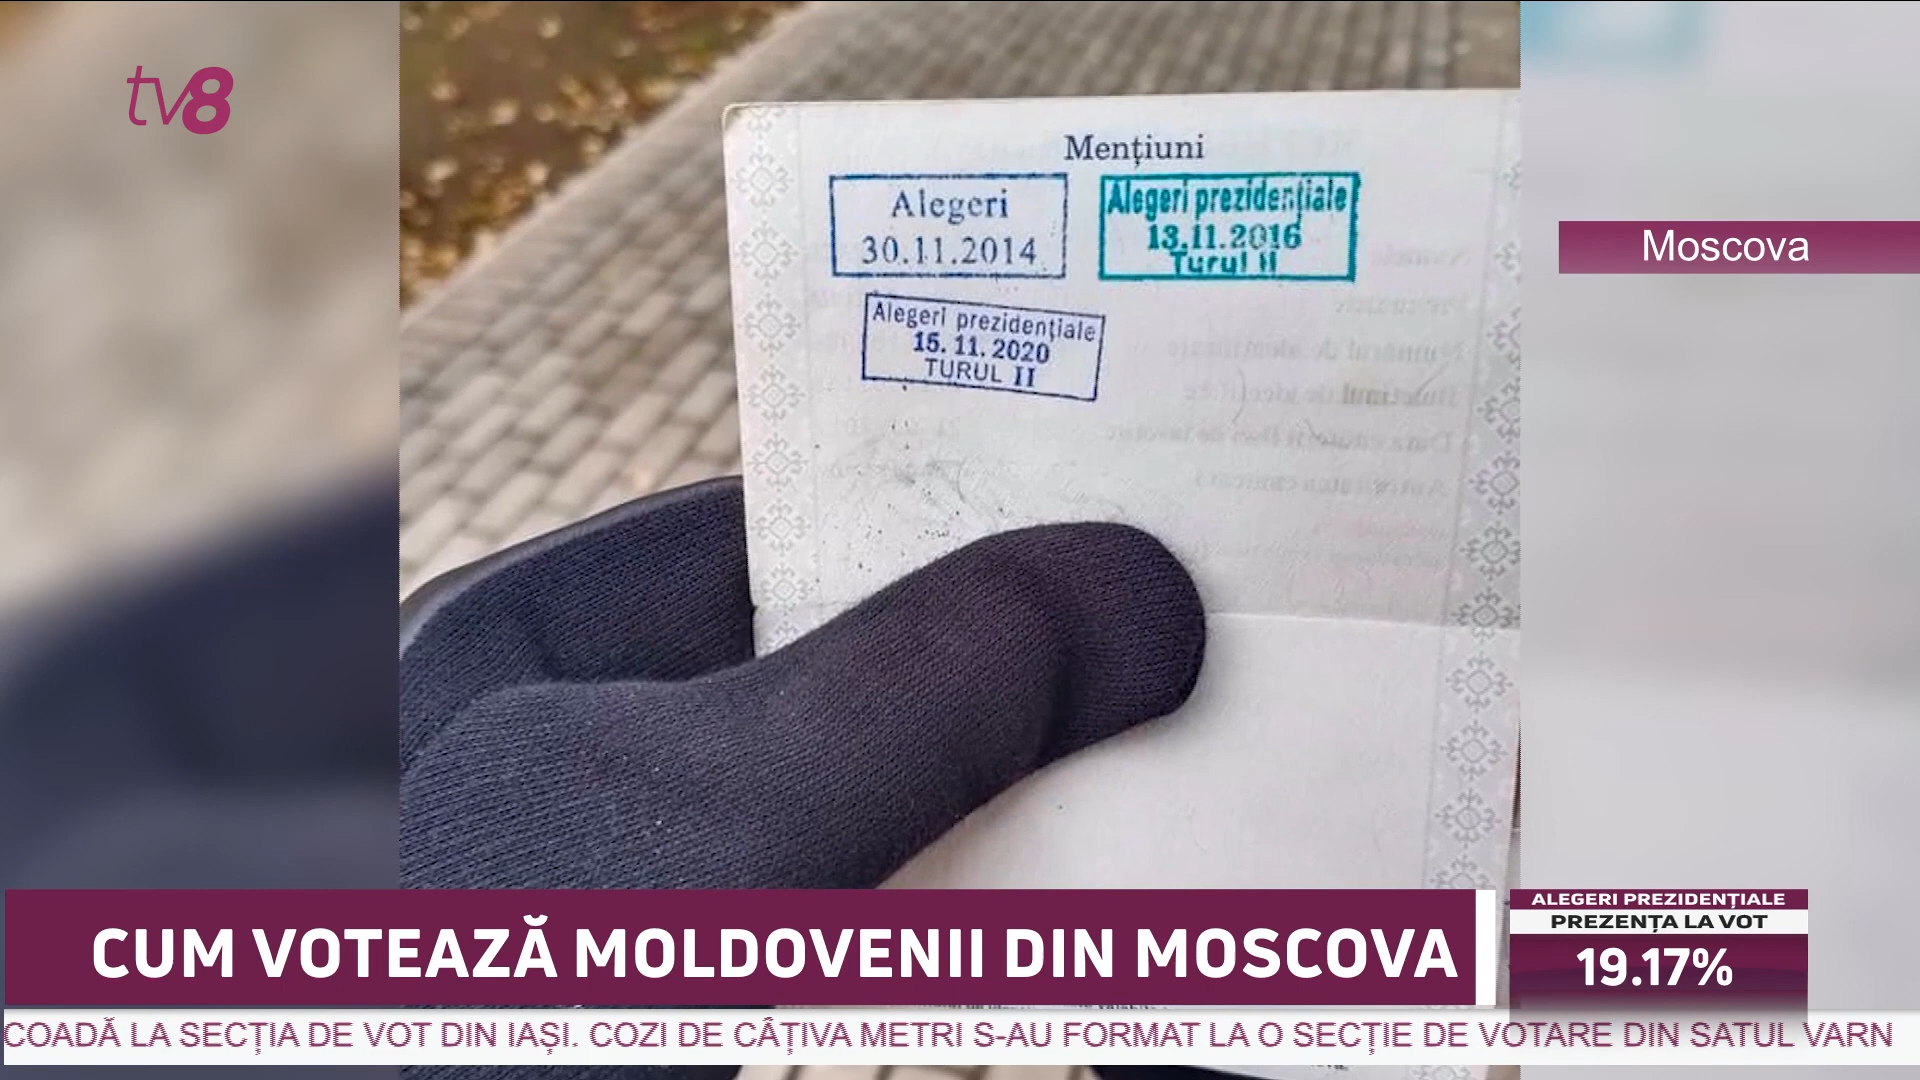 tv8
Mențiuni
Alegeri
30.11.2014
Alegeri prezidențiale
13.11.2016
Turul II
Alegeri prezidențiale
15. 11. 2020
TURUL II
Moscova
CUM VOTEAZĂ MOLDOVENII DIN MOSCOVA
ALEGERI PREZIDENȚIALE
PREZENȚA LA VOT
19.17%
COADĂ LA SECȚIA DE VOT DIN IAȘI. COZI DE CÂȚIVA METRI S-AU FORMAT LA O SECȚIE DE VOTARE DIN SATUL VARN